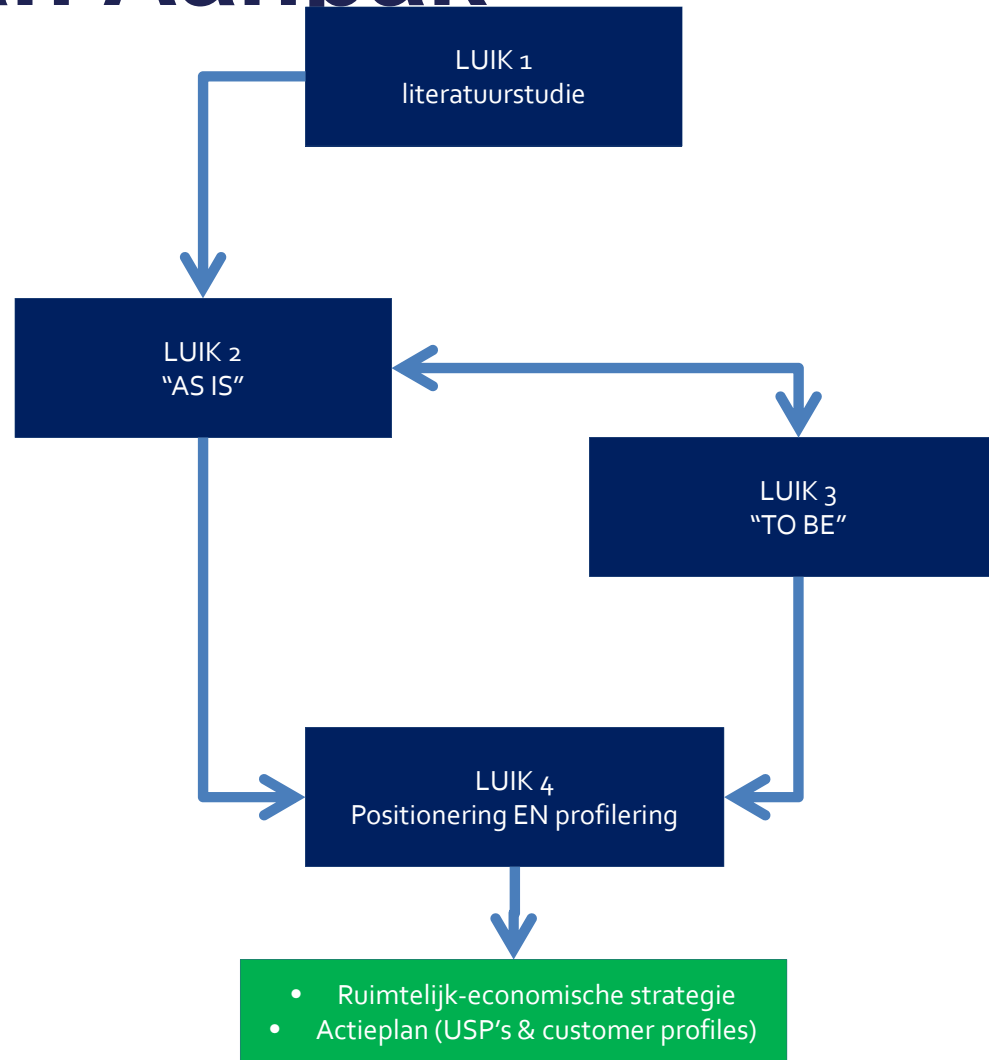 Aanpak
LUIK 1
literatuurstudie
LUIK 2
“AS IS”
LUIK 3
“TO BE”
LUIK 4
Positionering EN profilering
• Ruimtelijk-economische strategie
• Actieplan (USP’s & customer profiles)